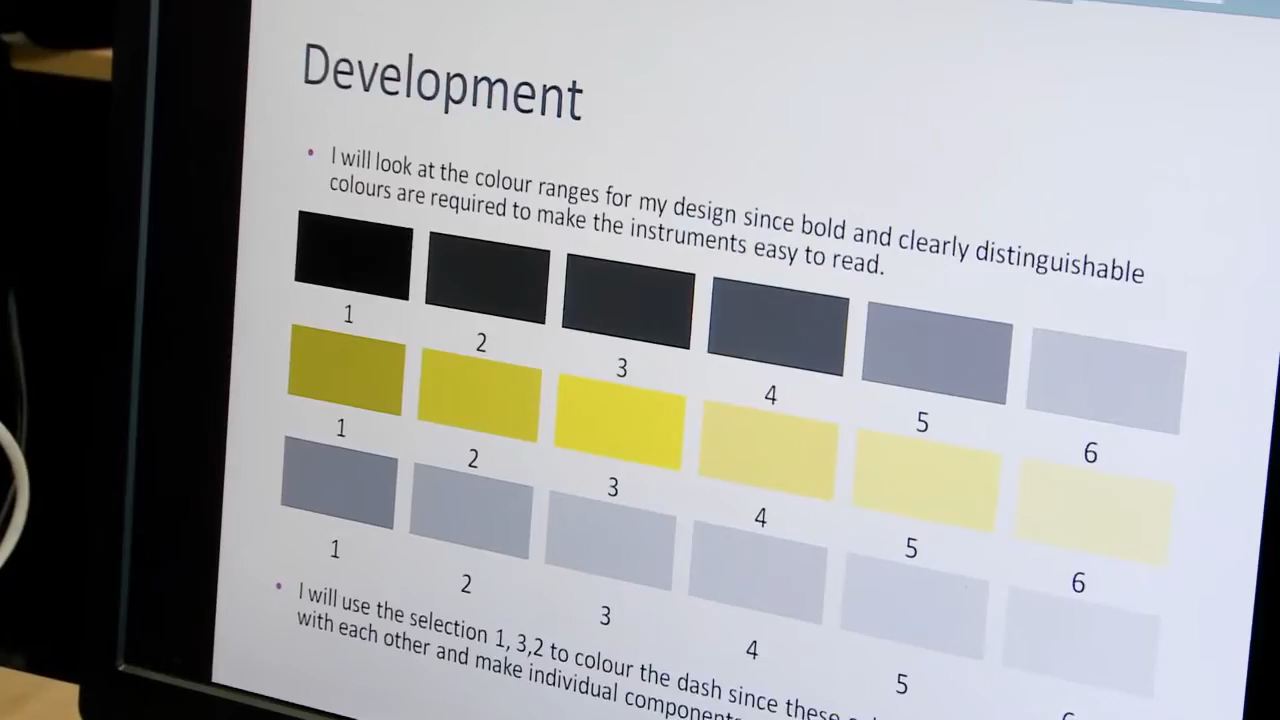 Development
• I will look at the colour ranges for my design since bold and clearly distinguishable
colours are required to make the instruments easy to read.
1 2 3 4 5 6
1 2 3 4 5 6
1 2 3 4 5
• I will use the selection 1, 3,2 to colour the dash since these
with each other and make individual